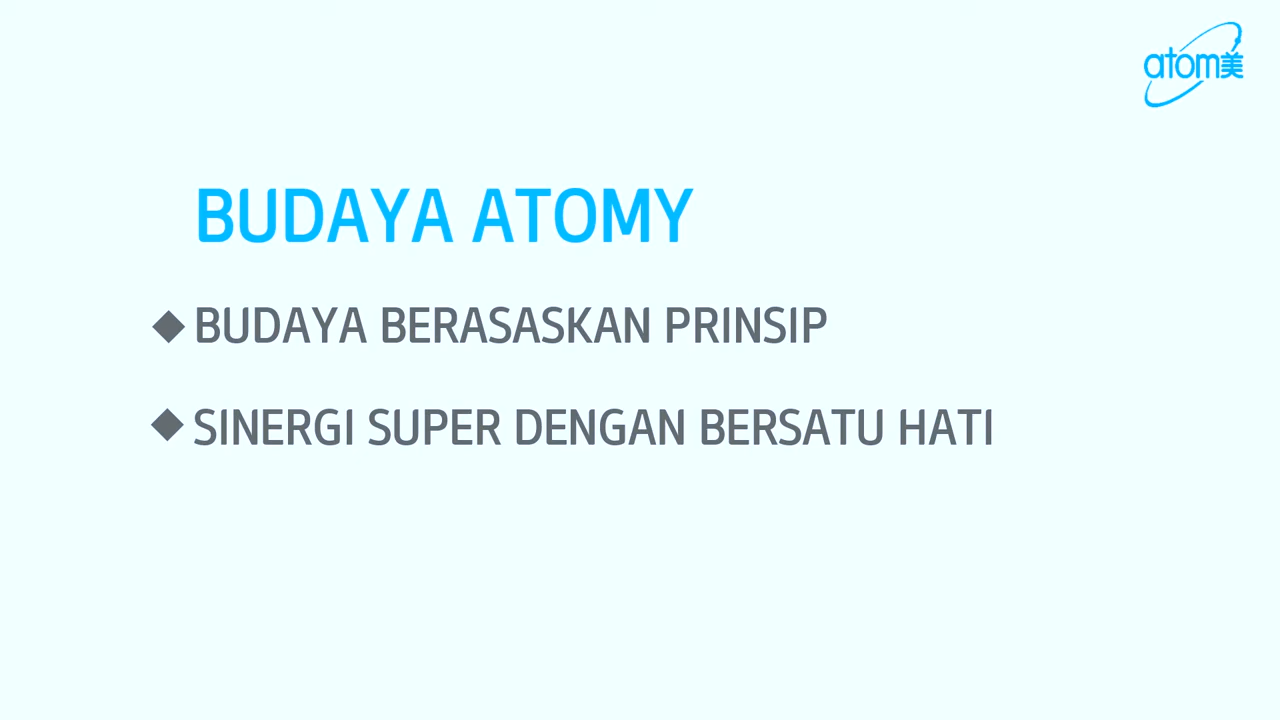 atom美
BUDAYA ATOMY
◆ BUDAYA BERASASKAN PRINSIP
◆ SINERGI SUPER DENGAN BERSATU HATI